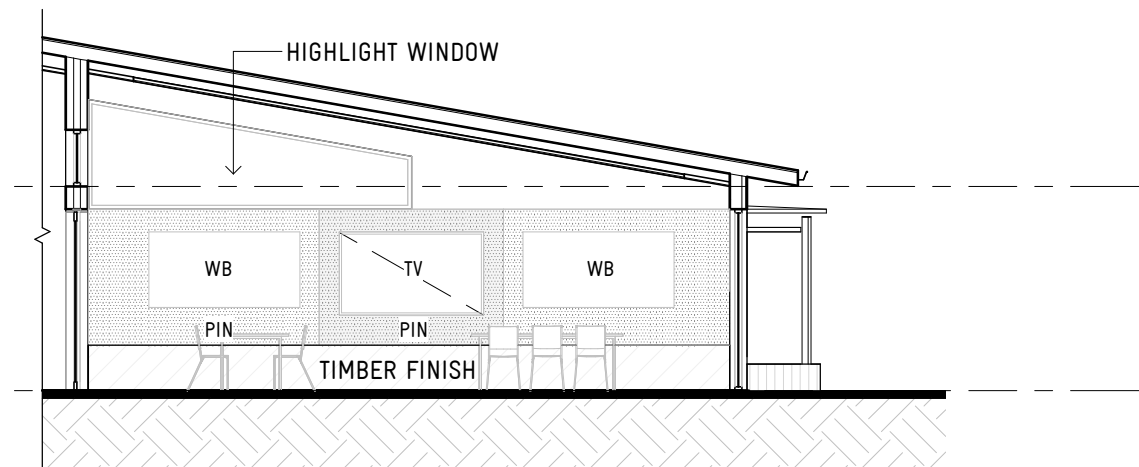 HIGHLIGHT WINDOW
WB
TV
WB
PIN
PIN
TIMBER FINISH